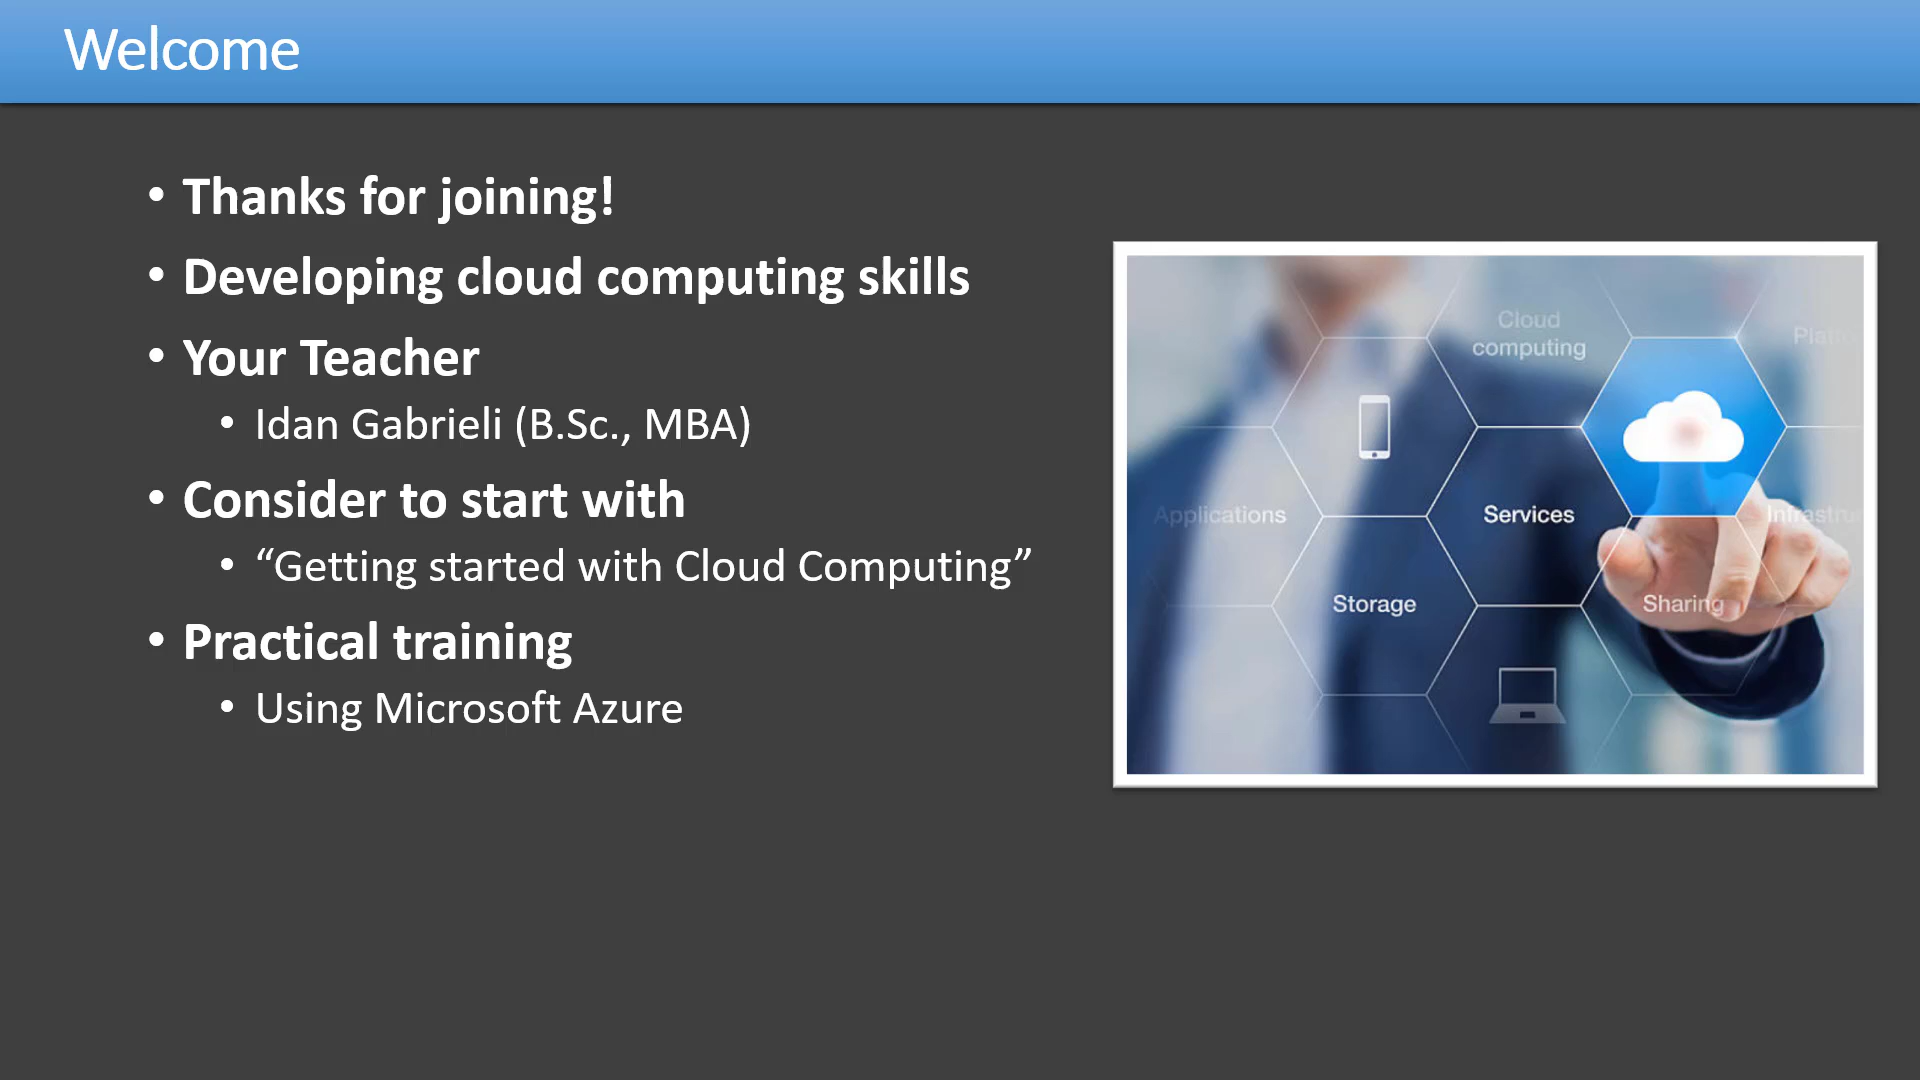 Welcome
• Thanks for joining!
• Developing cloud computing skills
• Your Teacher
• Idan Gabrieli (B.Sc., MBA)
• Consider to start with
• “Getting started with Cloud Computing”
• Practical training
• Using Microsoft Azure
Cloud
computing
Applications
Services
Storage
Sharing